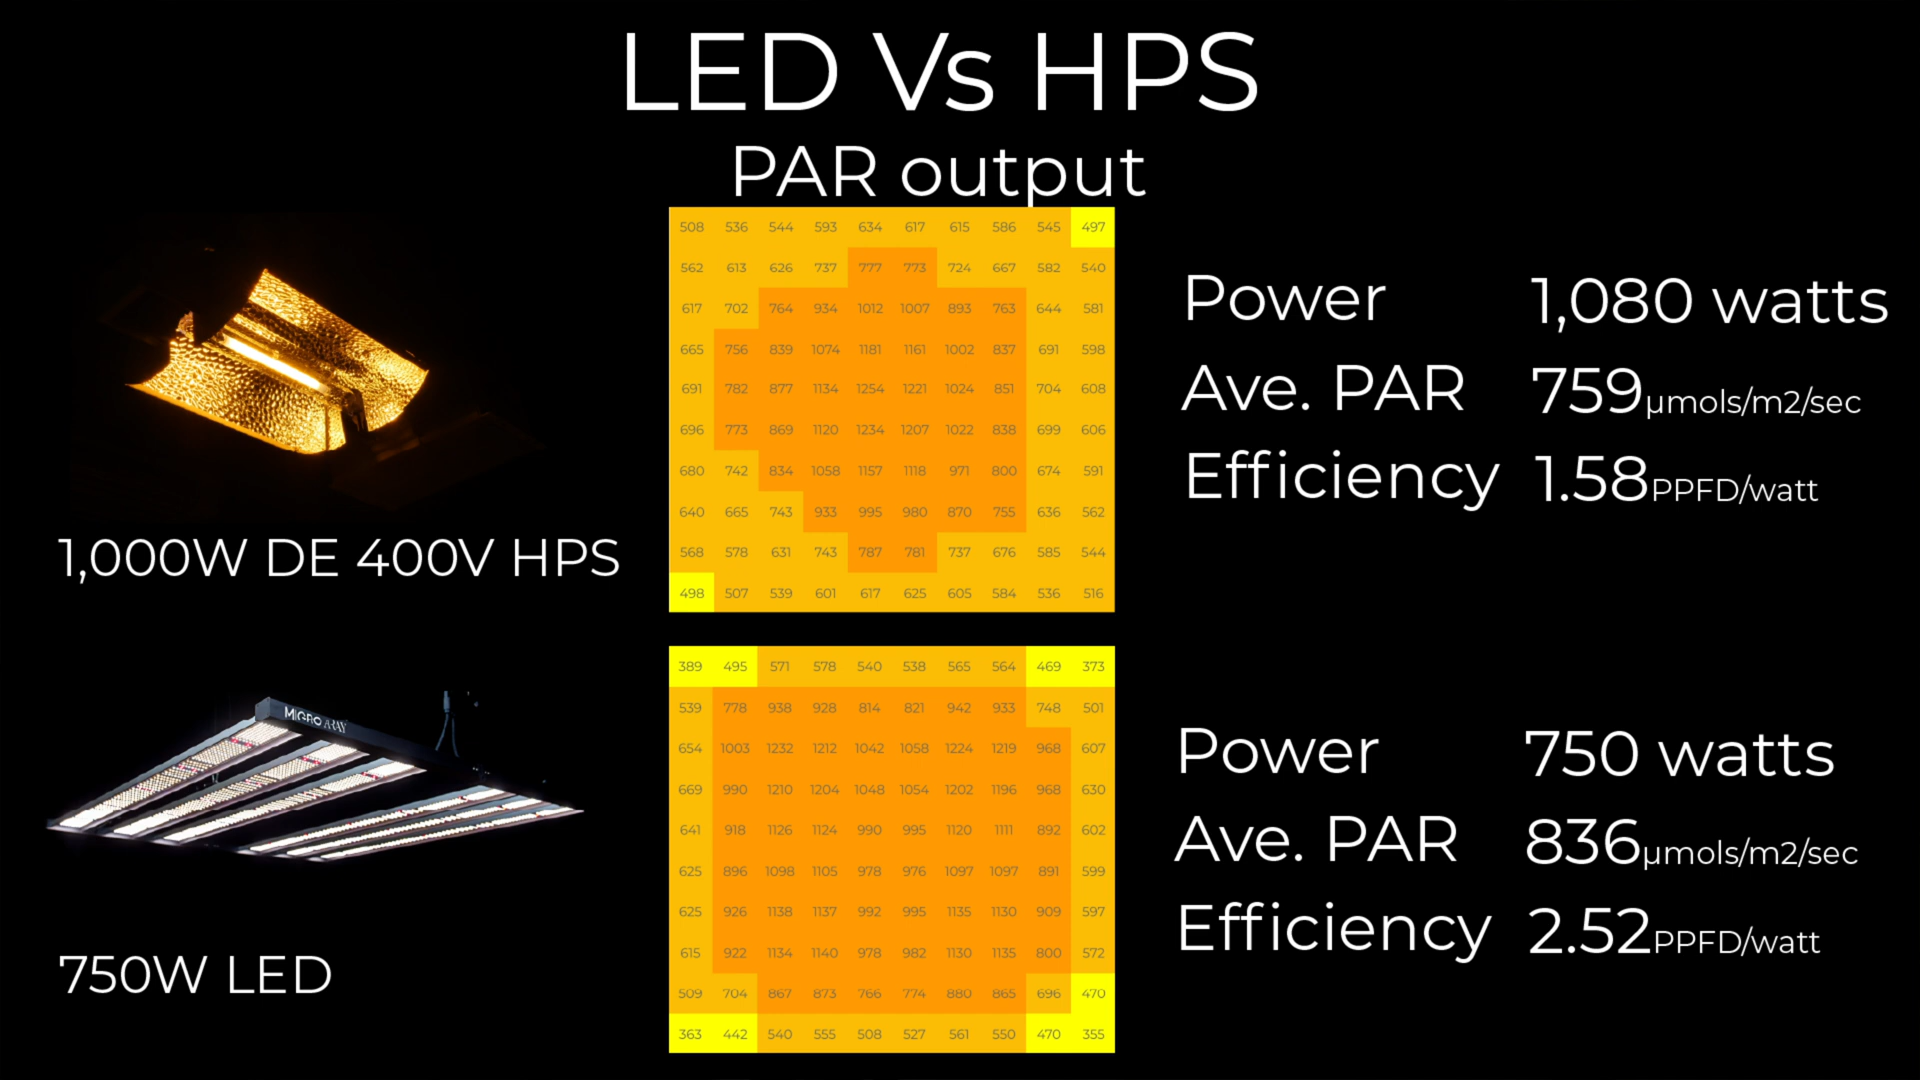 LED Vs HPS
PAR output
508 536 544 593 634 617 615 586 545 497
562 613 626 737 777 773 724 667 582 540
617 702 764 934 1012 1007 893 763 644 581
665 756 839 1074 1181 1161 1002 837 691 598
691 782 877 1134 1254 1221 1024 851 704 608
696 773 869 1120 1234 1207 1022 838 699 606
680 742 834 1058 1157 1118 971 800 674 591
640 665 743 933 995 980 870 755 636 562
568 578 631 743 787 781 737 676 585 544
498 507 539 601 617 625 605 584 536 516
Power 1,080 watts
Ave. PAR 759µmols/m2/sec
Efficiency 1.58PPFD/watt
1,000W DE 400V HPS
MIGRO ARAY
389 495 571 578 540 538 565 564 469 373
539 778 938 928 814 821 942 933 748 501
654 1003 1232 1212 1042 1058 1224 1219 968 607
669 990 1210 1204 1048 1054 1202 1196 968 630
641 918 1126 1124 990 995 1120 1111 892 602
625 896 1098 1105 978 976 1097 1097 891 599
625 926 1138 1137 992 995 1135 1130 909 597
615 922 1134 1140 978 982 1130 1135 800 572
509 704 867 873 766 774 880 865 696 470
363 442 540 555 508 527 561 550 470 355
Power 750 watts
Ave. PAR 836µmols/m2/sec
Efficiency 2.52PPFD/watt
750W LED